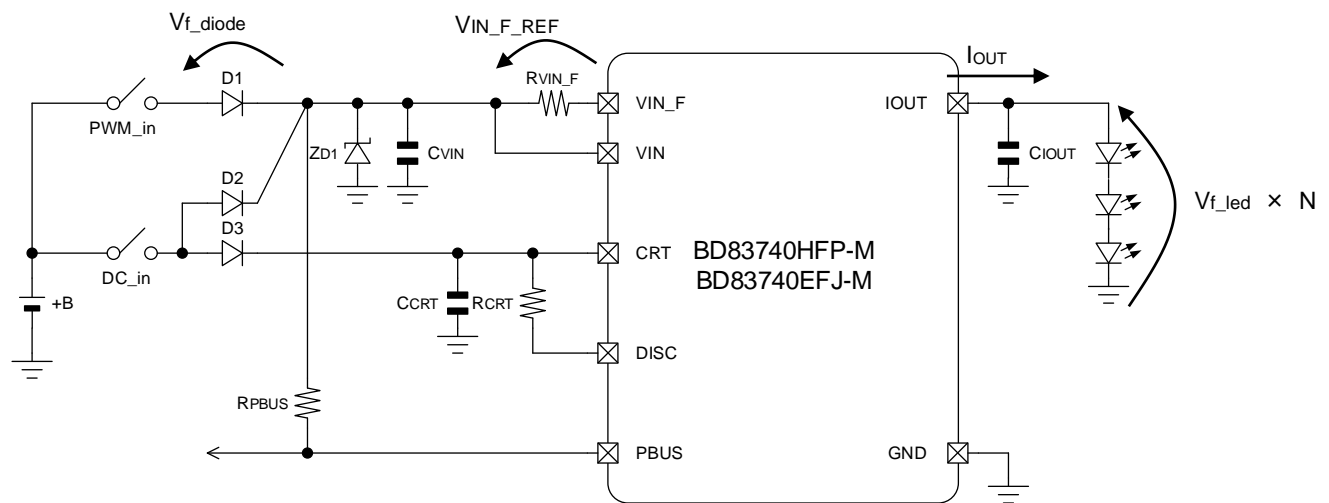 Vf_diode
VIN_F_REF
IOUT
D1
RVIN_F
VIN_F
IOUT
PWM_in
ZD1
CVIN
VIN
CIOUT
D2
Vf_led × N
D3
CRT
BD83740HFP-M
BD83740EFJ-M
DC_in
+B
CCRT
RCRT
DISC
RPBUS
PBUS
GND